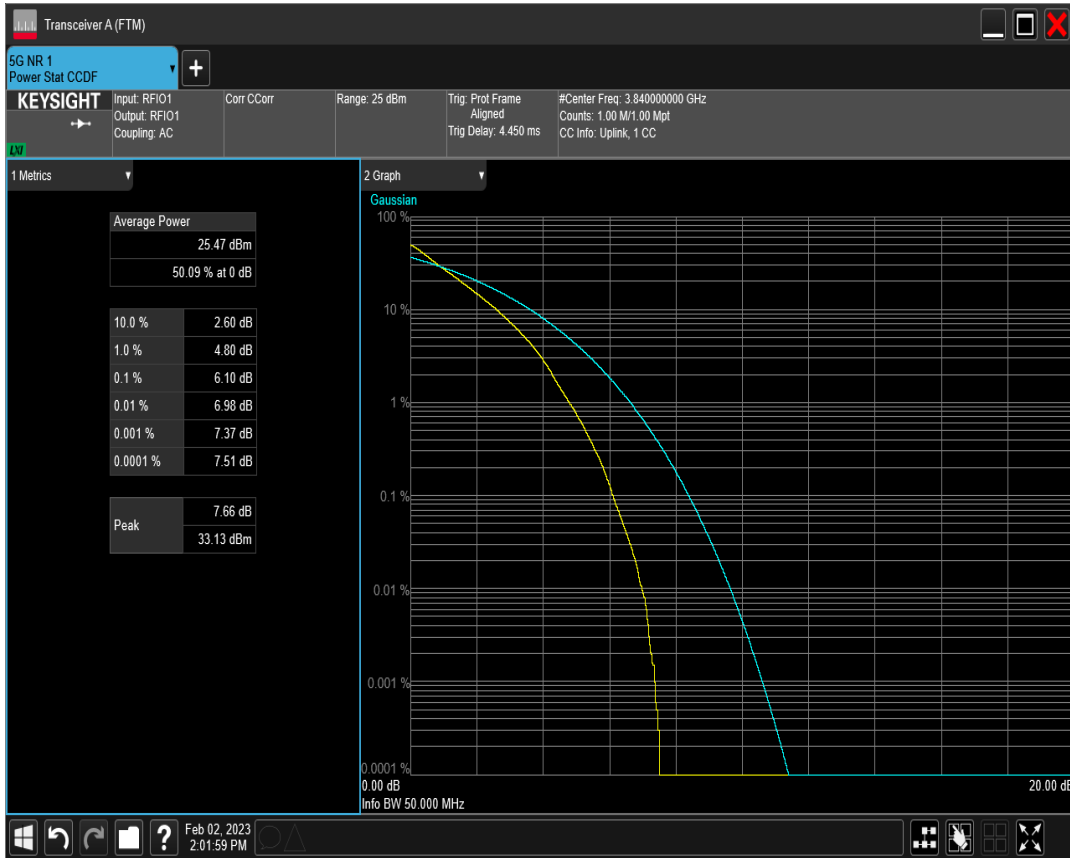 Transceiver A (FTM)
5G NR 1
Power Stat CCDF
+
KEYSIGHT
LXI
Input: RFIO1
Output: RFIO1
Coupling: AC
Corr CCorr
Range: 25 dBm
Trig: Prot Frame
Aligned
Trig Delay: 4.450 ms
#Center Freq: 3.840000000 GHz
Counts: 1.00 M/1.00 Mpt
CC Info: Uplink, 1 CC
1 Metrics
Average Power
25.47 dBm
50.09 % at 0 dB
10.0 % 2.60 dB
1.0 % 4.80 dB
0.1 % 6.10 dB
0.01 % 6.98 dB
0.001 % 7.37 dB
0.0001 % 7.51 dB
Peak
7.66 dB
33.13 dBm
2 Graph
Gaussian
100 %
10 %
1 %
0.1 %
0.01 %
0.001 %
0.0001 %
0.00 dB 20.00 dB
Info BW 50.000 MHz
?
Feb 02, 2023
2:01:59 PM